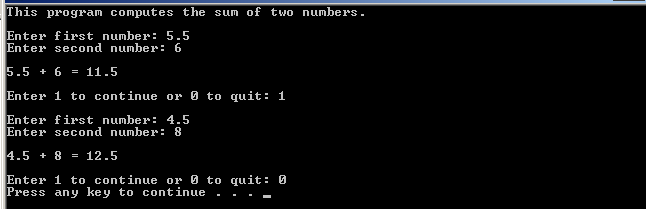 This program computes the sum of two numbers.
Enter first number: 5.5
Enter second number: 6
5.5 + 6 = 11.5
Enter 1 to continue or 0 to quit: 1
Enter first number: 4.5
Enter second number: 8
4.5 + 8 = 12.5
Enter 1 to continue or 0 to quit: 0
Press any key to continue . . . _